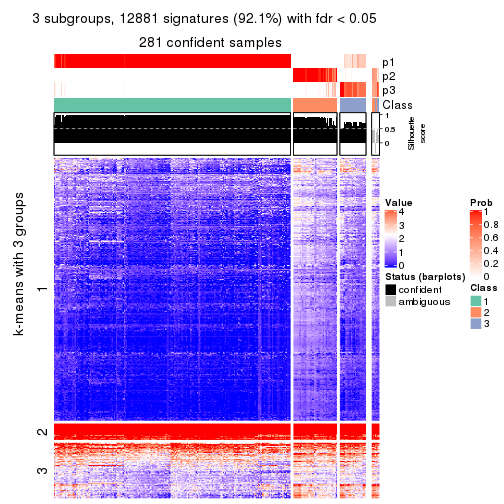 3 subgroups, 12881 signatures (92.1%) with fdr < 0.05
281 confident samples
p1
p2
p3
Class
1
0.5
0
Silhouette
score
k-means with 3 groups
1
2
3
Value
4
3
2
1
0
Status (barplots)
confident
ambiguous
Prob
1
0.8
0.6
0.4
0.2
0
Class
1
2
3